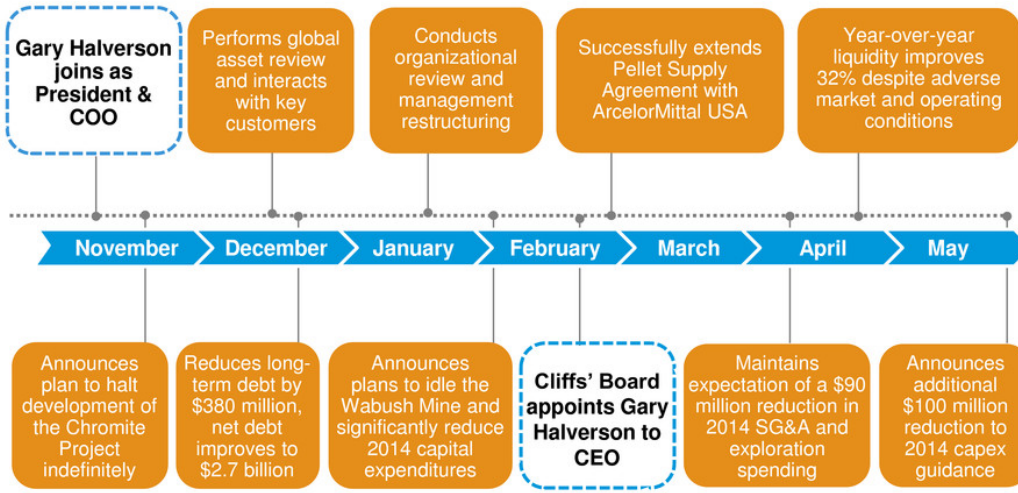 Gary Halverson
joins as
President &
COO
Performs global
asset review
and interacts
with key
customers
Conducts
organizational
review and
management
restructuring
Successfully extends
Pellet Supply
Agreement with
ArcelorMittal USA
Year-over-year
liquidity improves
32% despite adverse
market and operating
conditions
November
December
January
February
March
April
May
Announces
plan to halt
development of
the Chromite
Project
indefinitely
Reduces long-
term debt by
$380 million,
net debt
improves to
$2.7 billion
Announces
plans to idle the
Wabush Mine and
significantly reduce
2014 capital
expenditures
Cliffs’ Board
appoints Gary
Halverson to
CEO
Maintains
expectation of a $90
million reduction in
2014 SG&A and
exploration
spending
Announces
additional
$100 million
reduction to
2014 capex
guidance